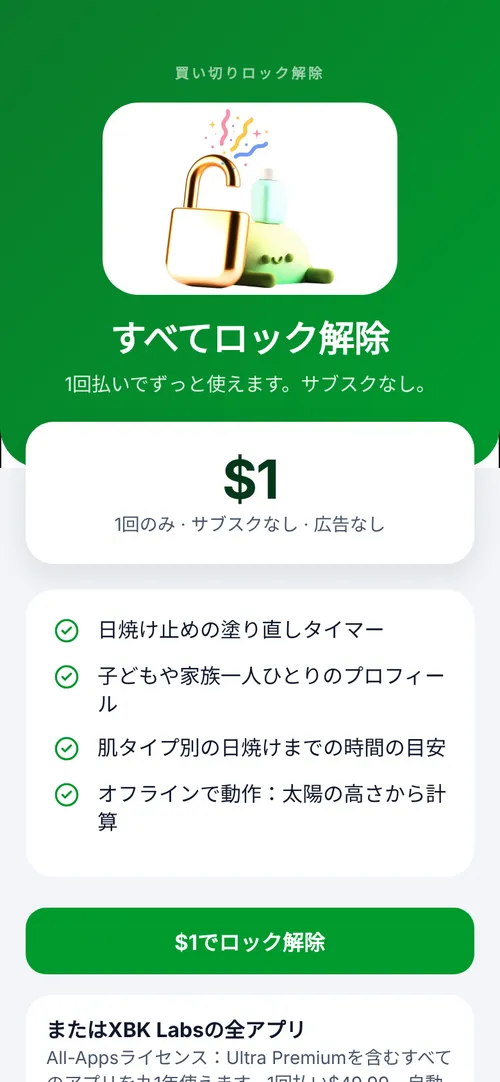 買い切りロック解除
すべてロック解除
1回払いでずっと使えます。サブスクなし。
$1
1回のみ · サブスクなし · 広告なし
日焼け止めの塗り直しタイマー
子どもや家族一人ひとりのプロフィー
ル
肌タイプ別の日焼けまでの時間の目安
オフラインで動作：太陽の高さから計
算
$1でロック解除
またはXBK Labsの全アプリ
All-Appsライセンス：Ultra Premiumを含むすべて
のアプリを